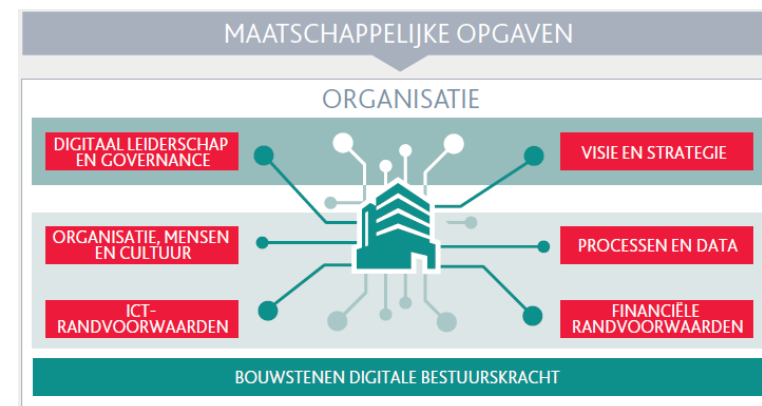 MAATSCHAPPELIJKE OPGAVEN
ORGANISATIE
DIGITAAL LEIDERSCHAP
EN GOVERNANCE
VISIE EN STRATEGIE
ORGANISATIE, MENSEN
EN CULTUUR
PROCESSEN EN DATA
ICT-
RANDVOORWAARDEN
FINANCIËLE
RANDVOORWAARDEN
BOUWSTENEN DIGITALE BESTUURSKRACHT